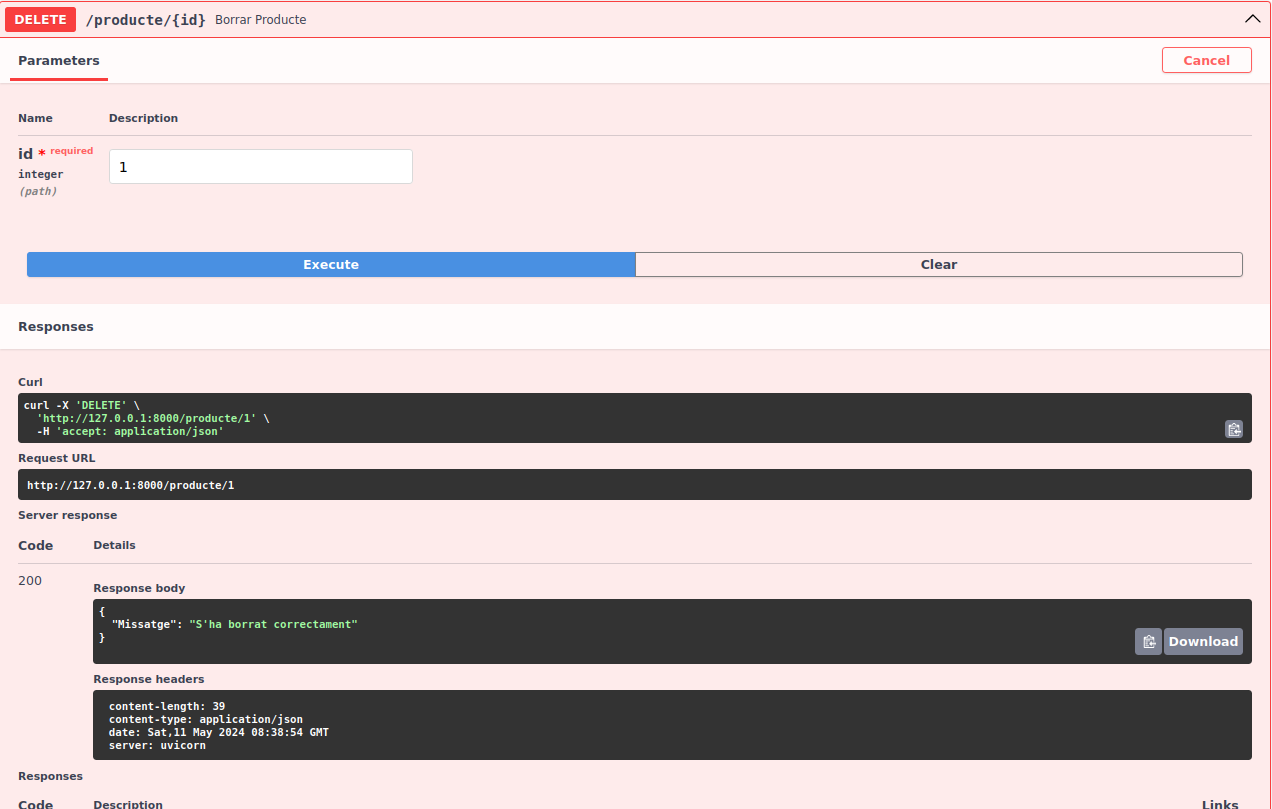 DELETE /producte/{id} Borrar Producte
Parameters Cancel
Name Description
id * required
integer
(path)
1
Execute Clear
Responses
Curl
curl -X 'DELETE' \
  'http://127.0.0.1:8000/producte/1' \
  -H 'accept: application/json'
Request URL
http://127.0.0.1:8000/producte/1
Server response
Code Details
200
Response body
{
  "Missatge": "S'ha borrat correctament"
}
Download
Response headers
content-length: 39
content-type: application/json
date: Sat,11 May 2024 08:38:54 GMT
server: uvicorn
Responses
Code Description Links